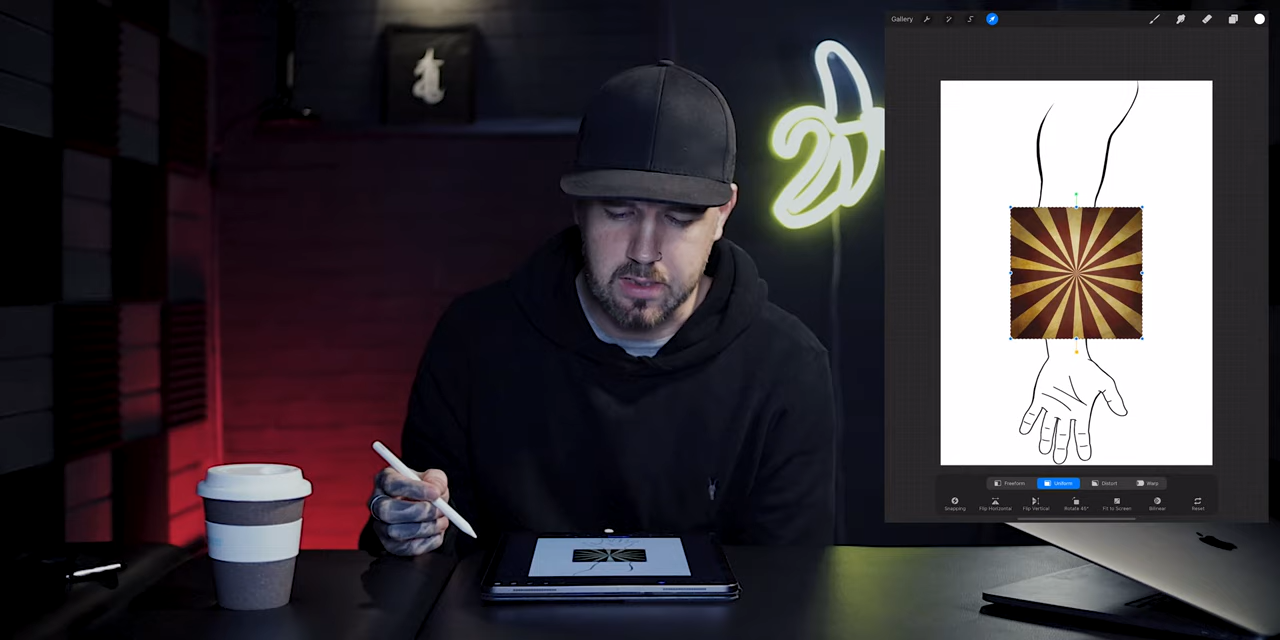 Gallery
Freeform Uniform Distort Warp
Snapping Flip Horizontal Flip Vertical Rotate 45° Fit to Screen Bilinear Reset